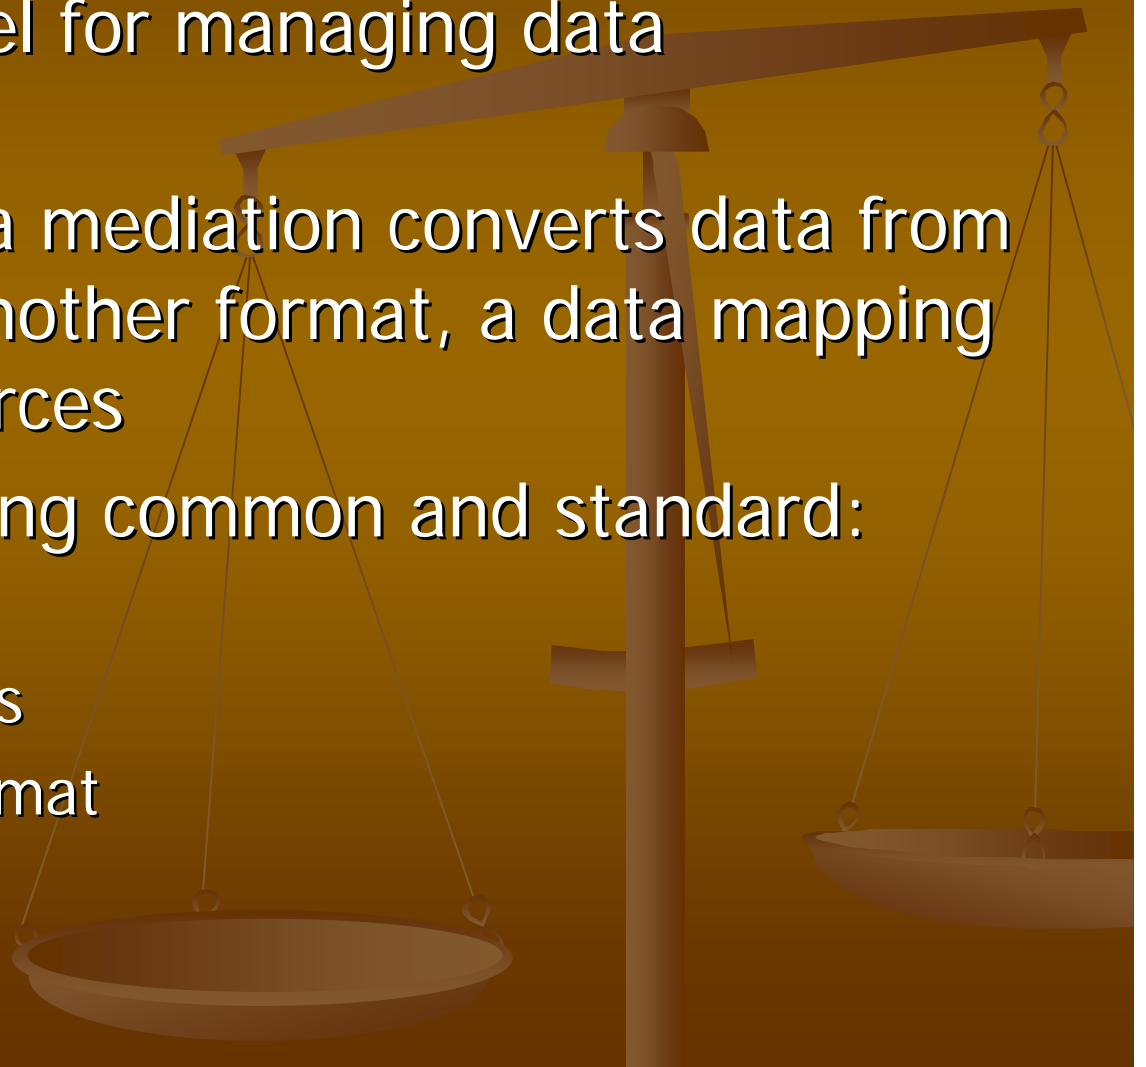 el for managing data
a mediation converts data from
nother format, a data mapping
rces
ng common and standard:
s
mat